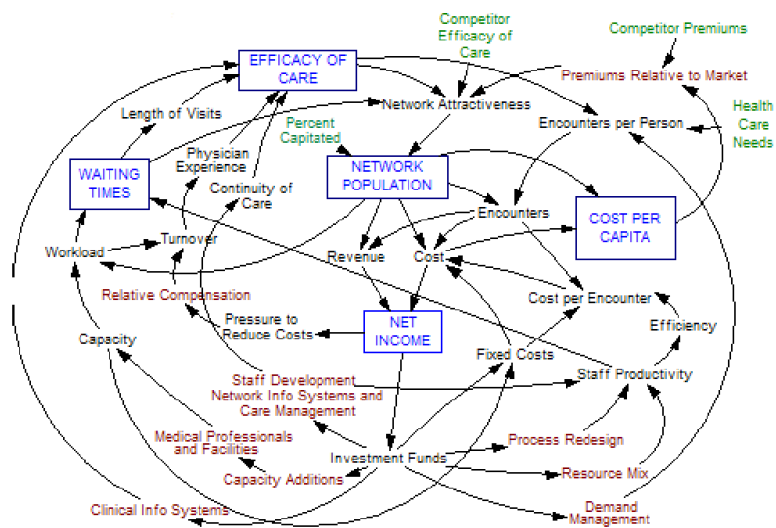 Competitor
Efficacy of
Care
Competitor Premiums
EFFICACY OF
CARE
Premiums Relative to Market
Length of Visits
Network Attractiveness
Percent
Capitated
Encounters per Person
Health
Care
Needs
Physician
Experience
WAITING
TIMES
NETWORK
POPULATION
Continuity of
Care
Encounters
COST PER
CAPITA
Turnover
Workload
Revenue
Cost
Relative Compensation
Cost per Encounter
Pressure to
Reduce Costs
NET
INCOME
Efficiency
Capacity
Fixed Costs
Staff Development
Network Info Systems and
Care Management
Staff Productivity
Medical Professionals
and Facilities
Process Redesign
Investment Funds
Capacity Additions
Resource Mix
Clinical Info Systems
Demand
Management